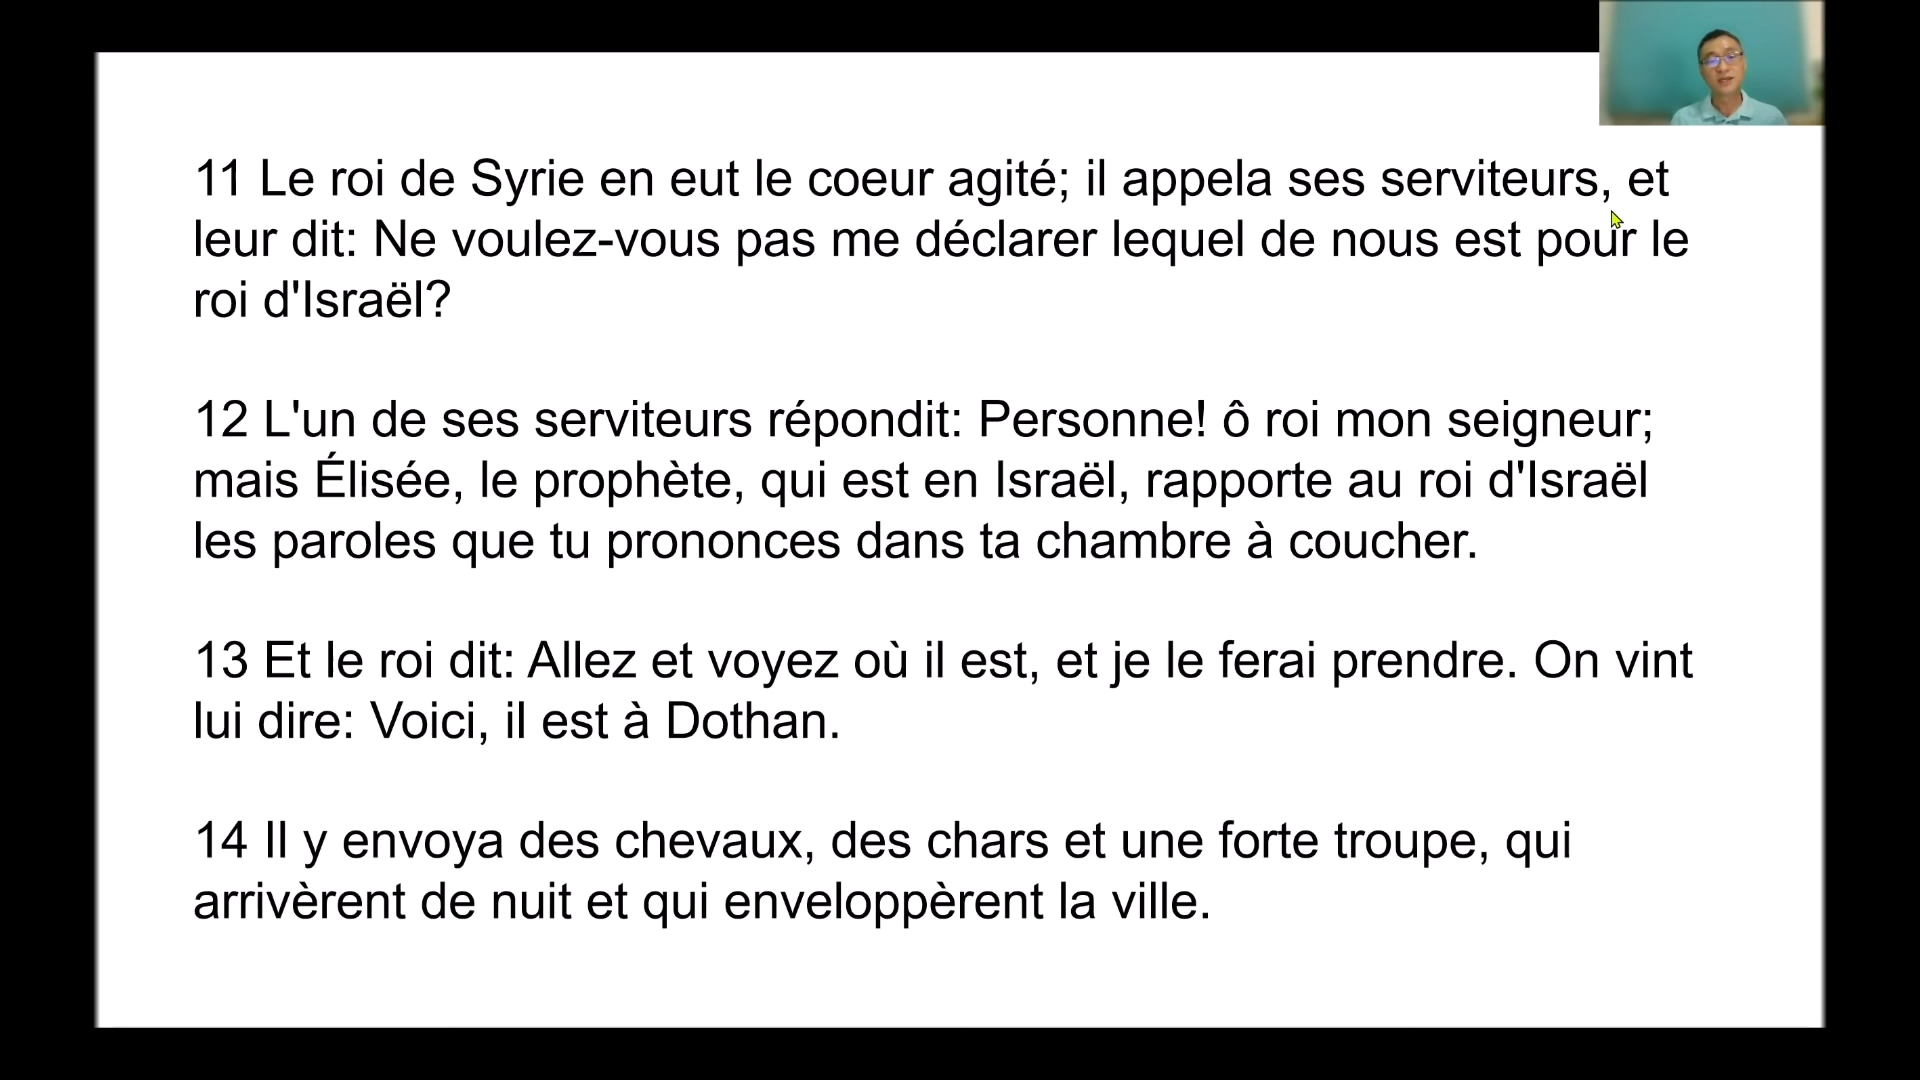 11 Le roi de Syrie en eut le coeur agité; il appela ses serviteurs, et
leur dit: Ne voulez-vous pas me déclarer lequel de nous est pour le
roi d'Israël?
12 L'un de ses serviteurs répondit: Personne! ô roi mon seigneur;
mais Élisée, le prophète, qui est en Israël, rapporte au roi d'Israël
les paroles que tu prononces dans ta chambre à coucher.
13 Et le roi dit: Allez et voyez où il est, et je le ferai prendre. On vint
lui dire: Voici, il est à Dothan.
14 Il y envoya des chevaux, des chars et une forte troupe, qui
arrivèrent de nuit et qui enveloppèrent la ville.